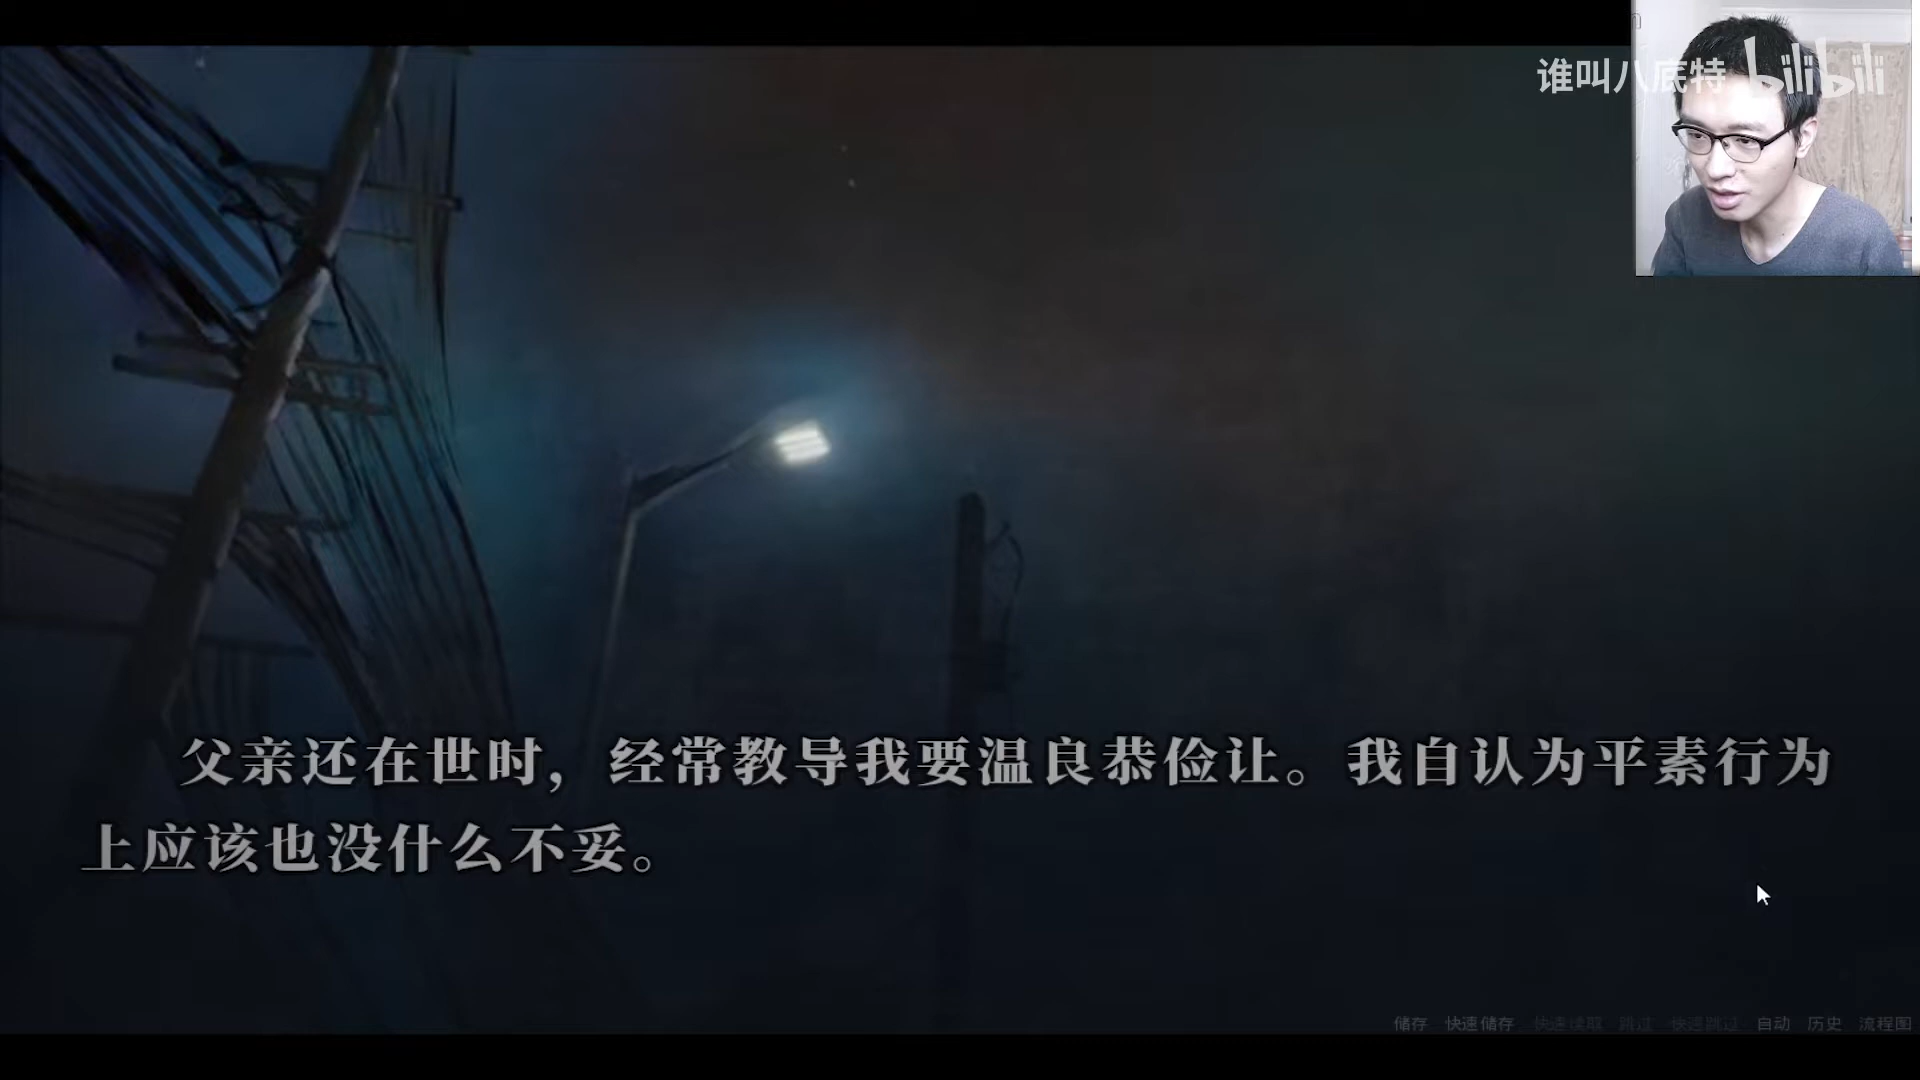 谁叫八底特 bilibili
父亲还在世时，经常教导我要温良恭俭让。我自认为平素行为
上应该也没什么不妥。
储存 快速储存 快速读取 跳过 快速跳过 自动 历史 流程图